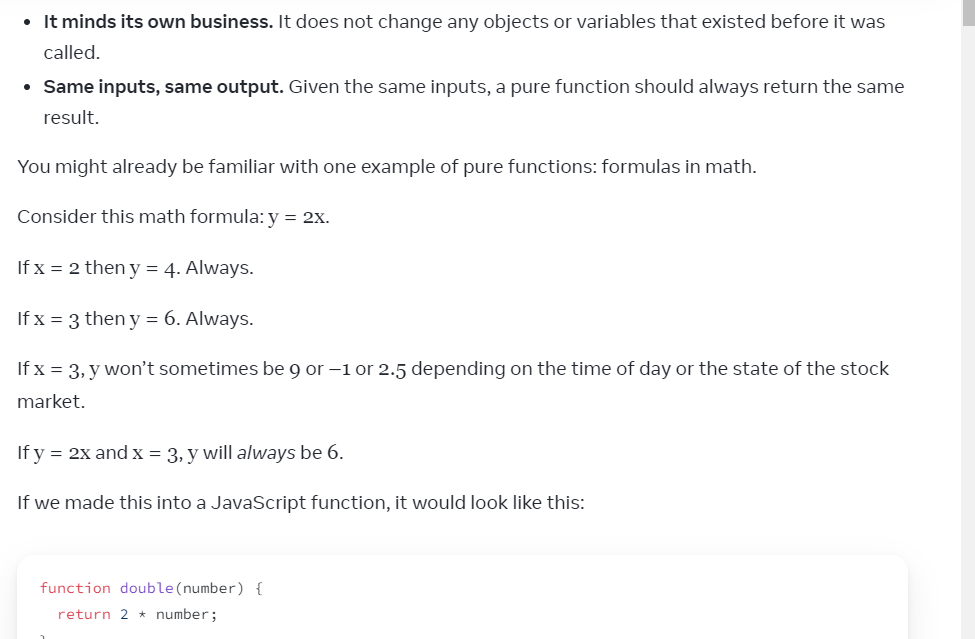 • It minds its own business. It does not change any objects or variables that existed before it was
called.
• Same inputs, same output. Given the same inputs, a pure function should always return the same
result.
You might already be familiar with one example of pure functions: formulas in math.
Consider this math formula: y = 2x.
If x = 2 then y = 4. Always.
If x = 3 then y = 6. Always.
If x = 3, y won’t sometimes be 9 or –1 or 2.5 depending on the time of day or the state of the stock
market.
If y = 2x and x = 3, y will always be 6.
If we made this into a JavaScript function, it would look like this:
function double(number) {
  return 2 * number;